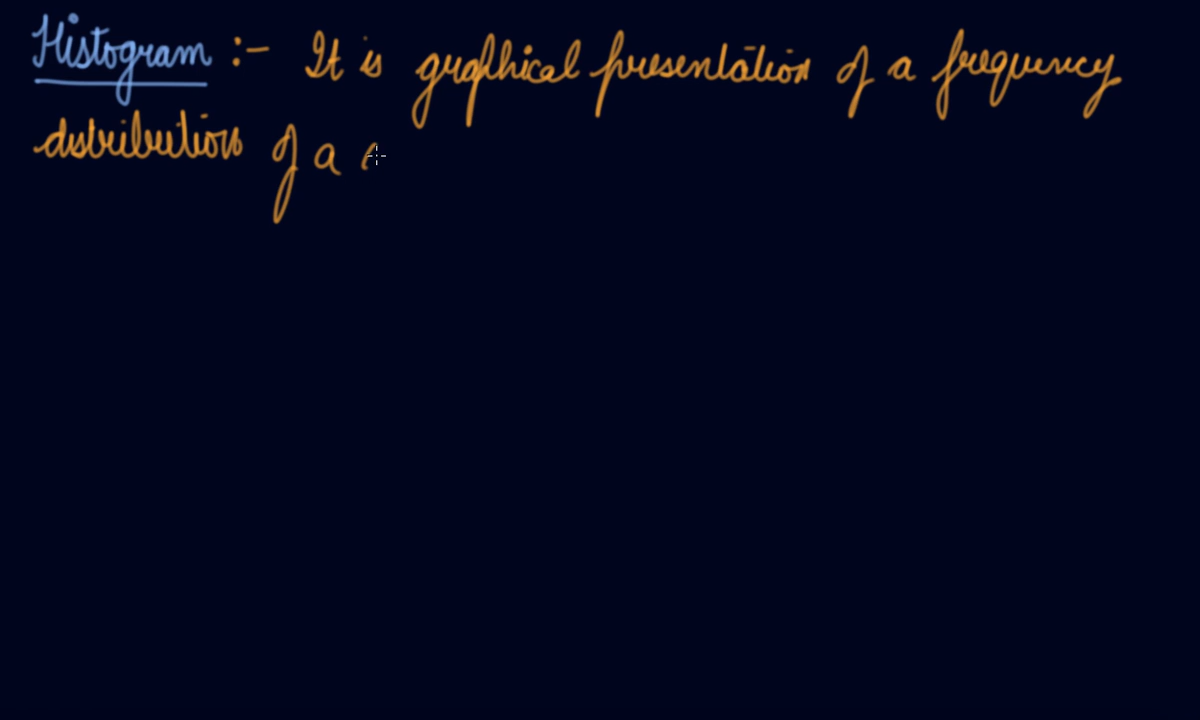 Histogram :- It is graphical presentation of a frequency
distribution of a